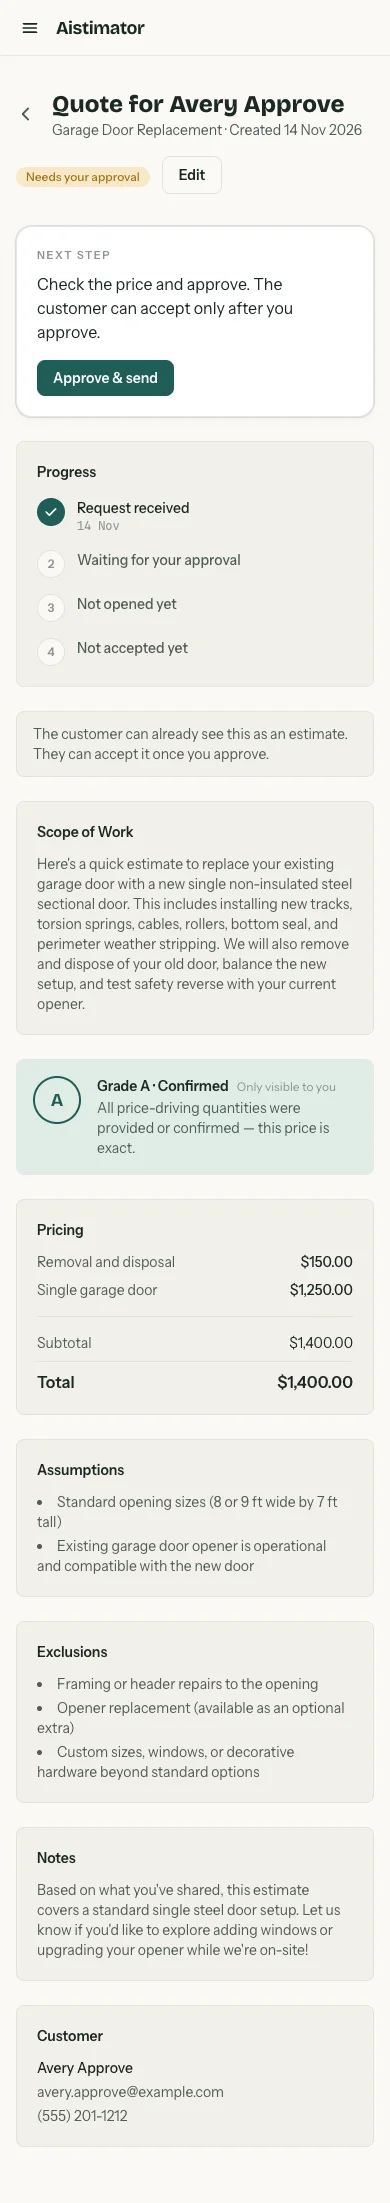 Aistimator
Quote for Avery Approve
Garage Door Replacement · Created 14 Nov 2026
Needs your approval
Edit
NEXT STEP
Check the price and approve. The
customer can accept only after you
approve.
Approve & send
Progress
Request received
14 Nov
2 Waiting for your approval
3 Not opened yet
4 Not accepted yet
The customer can already see this as an estimate.
They can accept it once you approve.
Scope of Work
Here's a quick estimate to replace your existing
garage door with a new single non-insulated steel
sectional door. This includes installing new tracks,
torsion springs, cables, rollers, bottom seal, and
perimeter weather stripping. We will also remove
and dispose of your old door, balance the new
setup, and test safety reverse with your current
opener.
A
Grade A · Confirmed Only visible to you
All price-driving quantities were
provided or confirmed — this price is
exact.
Pricing
Removal and disposal $150.00
Single garage door $1,250.00
Subtotal $1,400.00
Total $1,400.00
Assumptions
• Standard opening sizes (8 or 9 ft wide by 7 ft
tall)
• Existing garage door opener is operational
and compatible with the new door
Exclusions
• Framing or header repairs to the opening
• Opener replacement (available as an optional
extra)
• Custom sizes, windows, or decorative
hardware beyond standard options
Notes
Based on what you've shared, this estimate
covers a standard single steel door setup. Let us
know if you'd like to explore adding windows or
upgrading your opener while we're on-site!
Customer
Avery Approve
avery.approve@example.com
(555) 201-1212